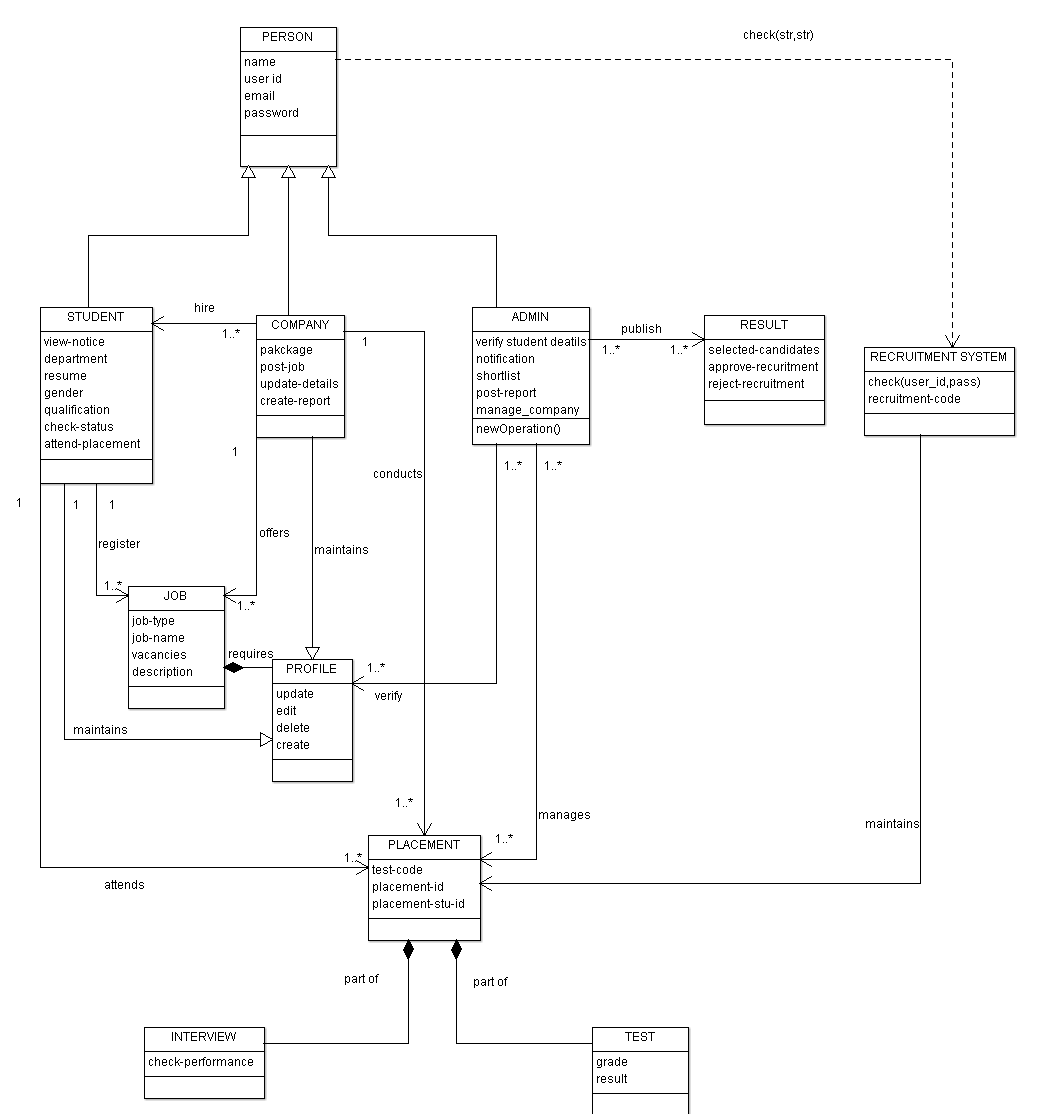 PERSON
check(str,str)
name
user id
email
password
hire
STUDENT
view-notice
department
resume
gender
qualification
check-status
attend-placement
1..*
COMPANY
pakckage
post-job
update-details
create-report
1
ADMIN
verify student deatils
notification
shortlist
post-report
manage_company
newOperation()
publish
1..*
1..*
RESULT
selected-candidates
approve-recuritment
reject-recruitment
RECRUITMENT SYSTEM
check(user_id,pass)
recruitment-code
1
conducts
1..*
1..*
1
1
1
register
offers
maintains
1..*
JOB
job-type
job-name
vacancies
description
1..*
requires
PROFILE
update
edit
delete
create
1..*
verify
maintains
1..*
manages
maintains
1..*
PLACEMENT
test-code
placement-id
placement-stu-id
1..*
attends
part of
part of
INTERVIEW
check-performance
TEST
grade
result